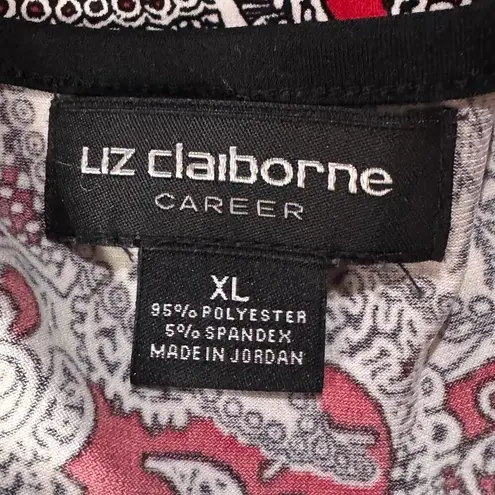 Liz claiborne
CAREER
XL
95% POLYESTER
5% SPANDEX
MADE IN JORDAN